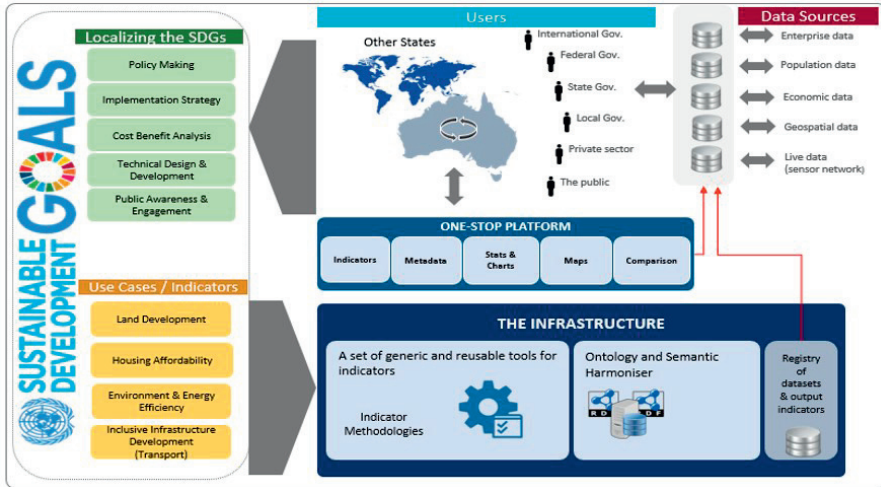 SUSTAINABLE
DEVELOPMENT
GOALS
Localizing the SDGs
Policy Making
Implementation Strategy
Cost Benefit Analysis
Technical Design &
Development
Public Awareness &
Engagement
Use Cases / Indicators
Land Development
Housing Affordability
Environment & Energy
Efficiency
Inclusive Infrastructure
Development
(Transport)
Users
Other States
International Gov.
Federal Gov.
State Gov.
Local Gov.
Private sector
The public
Data Sources
Enterprise data
Population data
Economic data
Geospatial data
Live data
(sensor network)
ONE-STOP PLATFORM
Indicators
Metadata
Stats &
Charts
Maps
Comparison
THE INFRASTRUCTURE
A set of generic and reusable tools for
indicators
Indicator
Methodologies
Ontology and Semantic
Harmoniser
RD
DF
Registry
of
datasets
& output
indicators